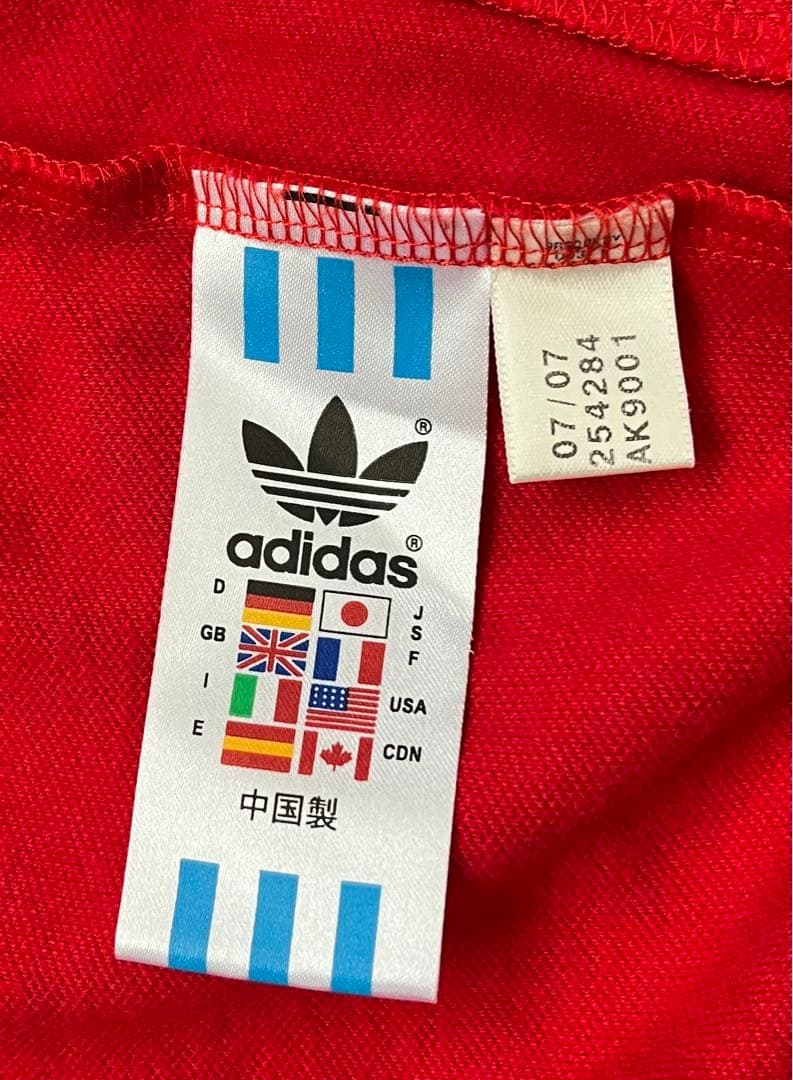 ®
adidas®
D
J
S
GB
F
I
USA
E
CDN
中国製
07/07
254284
AK9001